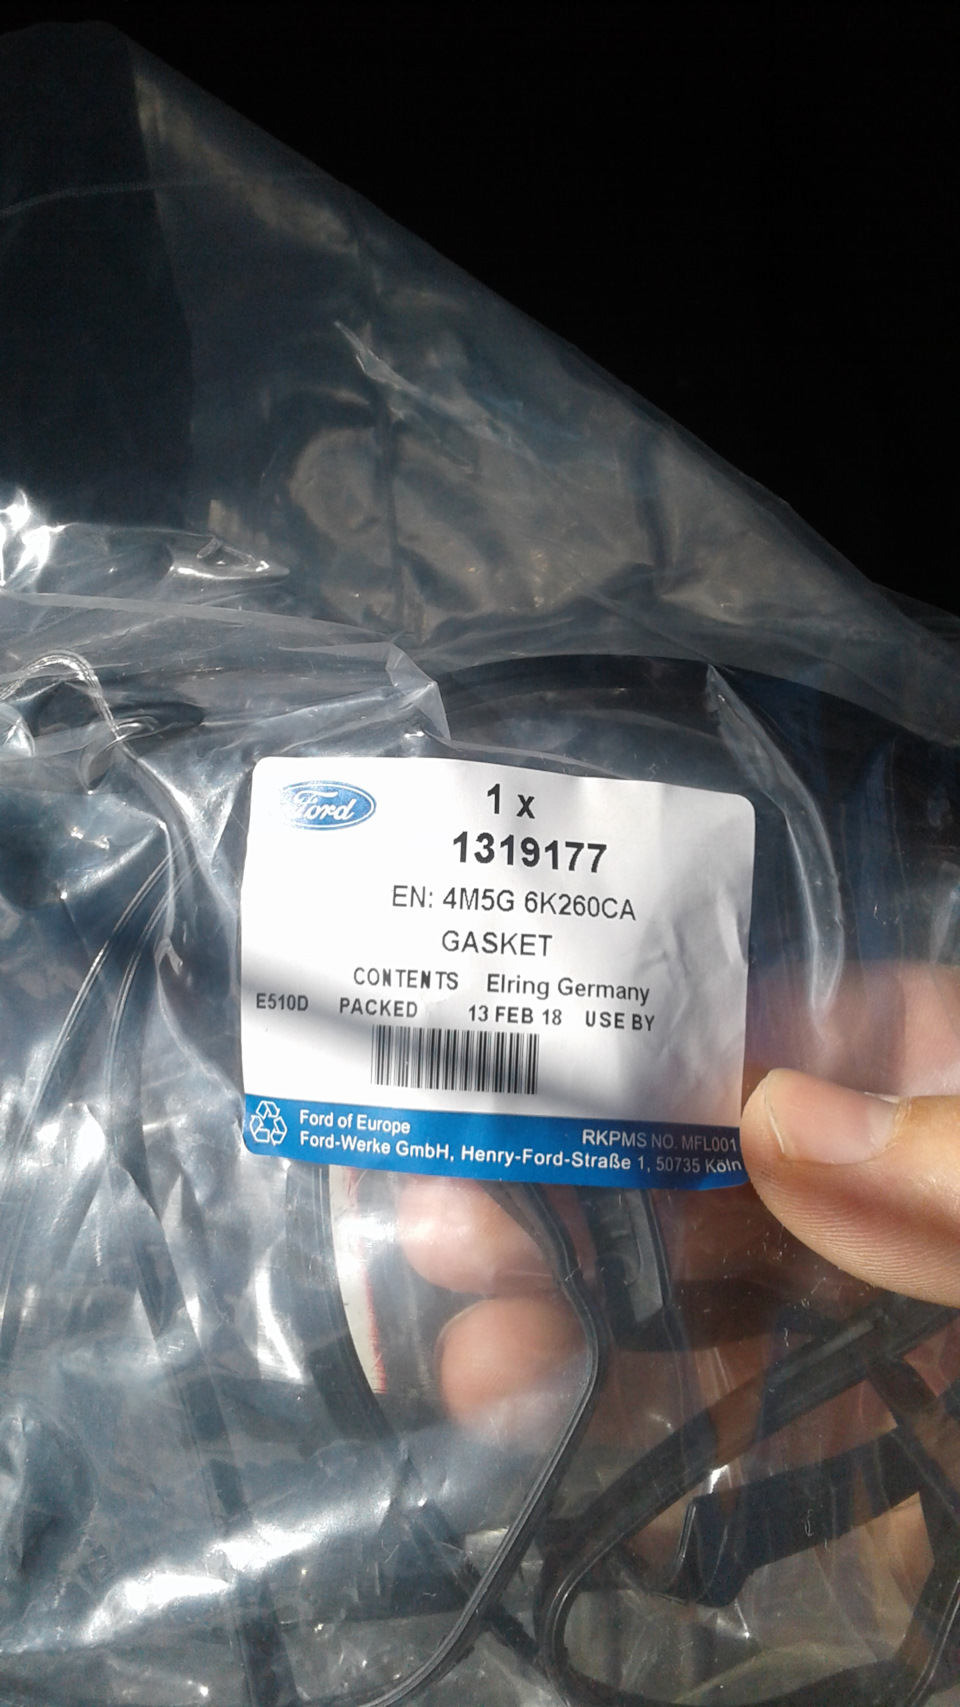 Ford
1 x
1319177
EN: 4M5G 6K260CA
GASKET
CONTENTS Elring Germany
E510D PACKED 13 FEB 18 USE BY
Ford of Europe
RKPMS NO. MFL001
Ford-Werke GmbH, Henry-Ford-Straße 1, 50735 Köln